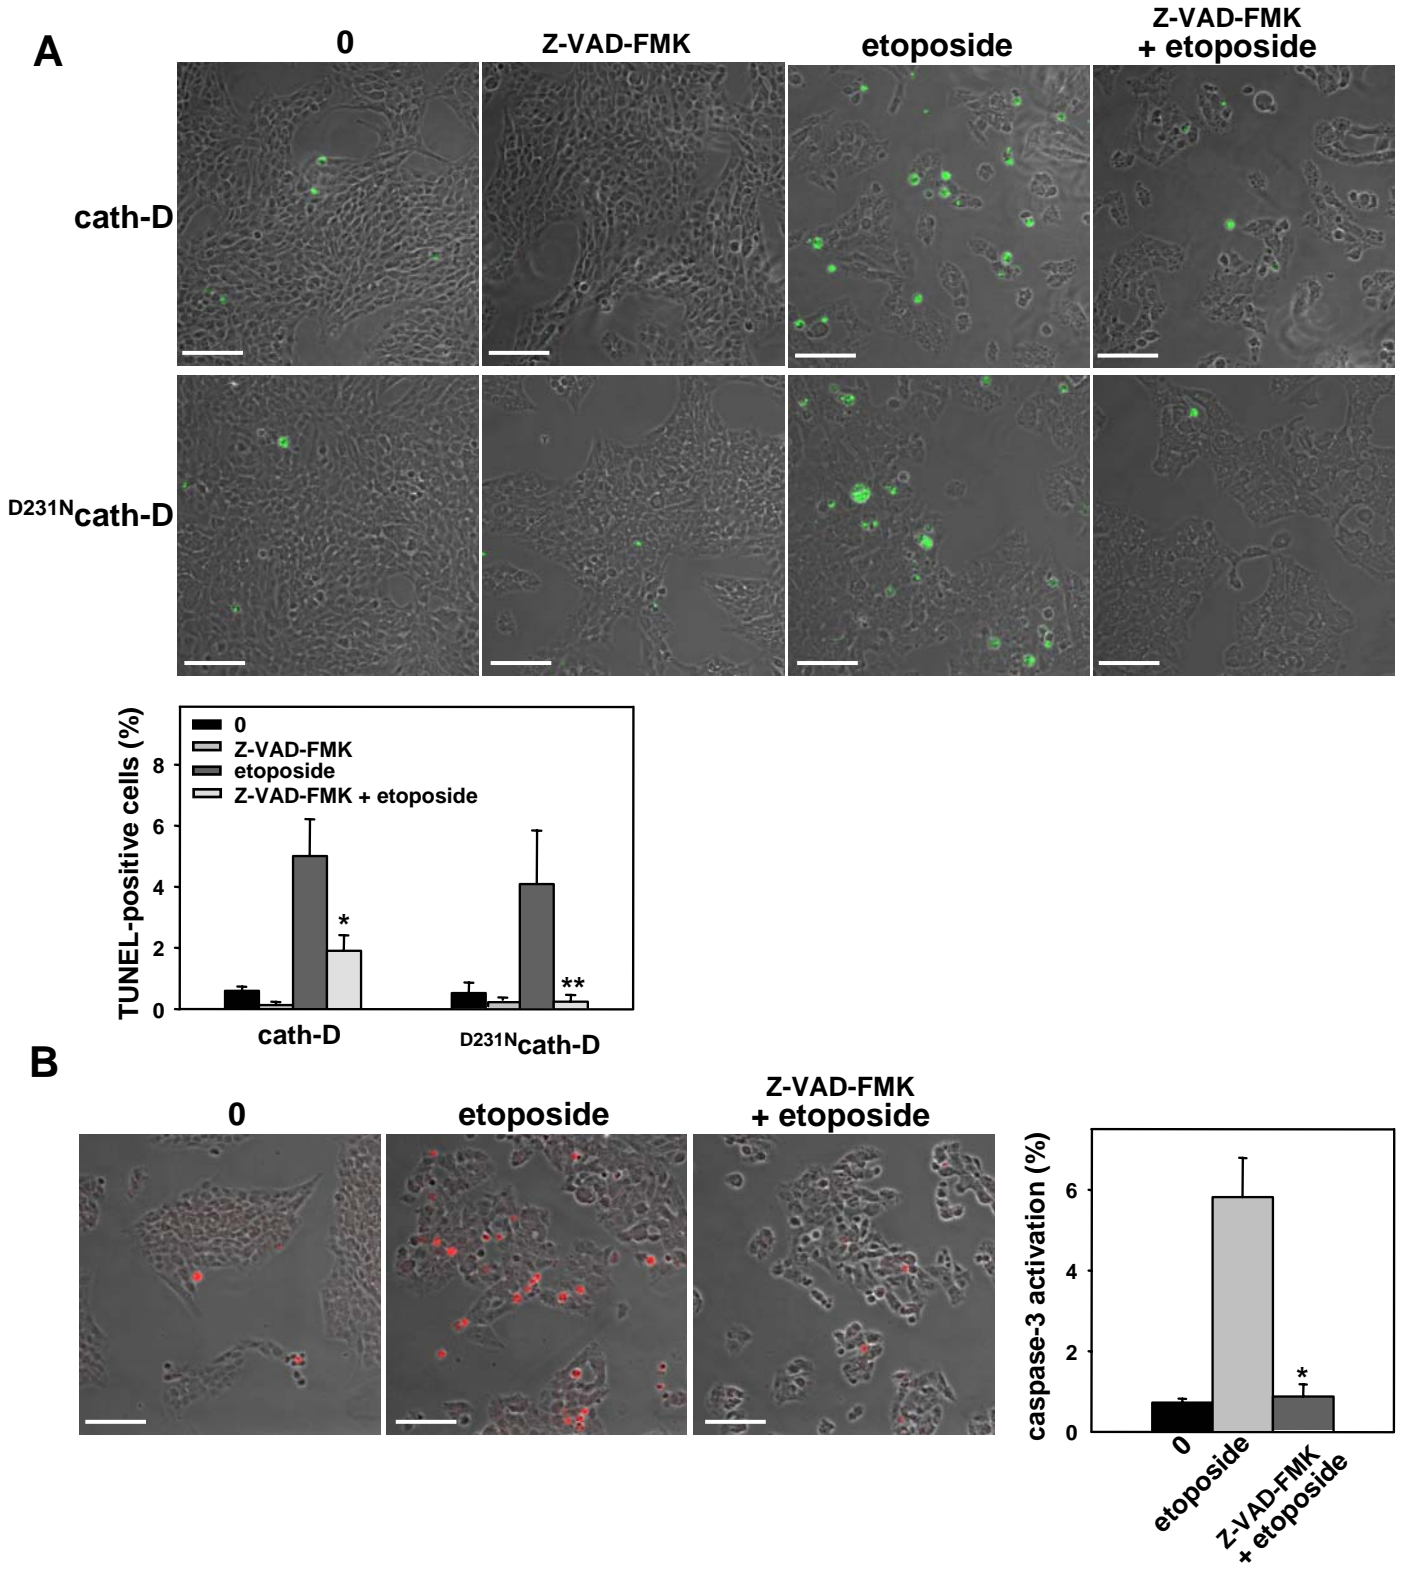 A
0
Z-VAD-FMK
etoposide
Z-VAD-FMK
+ etoposide
cath-D
D231Ncath-D
TUNEL-positive cells (%)
0
Z-VAD-FMK
etoposide
Z-VAD-FMK + etoposide
8
6
4
2
0
*
**
cath-D
D231Ncath-D
B
0
etoposide
Z-VAD-FMK
+ etoposide
caspase-3 activation (%)
6
4
2
0
*
0
etoposide
Z-VAD-FMK
+ etoposide